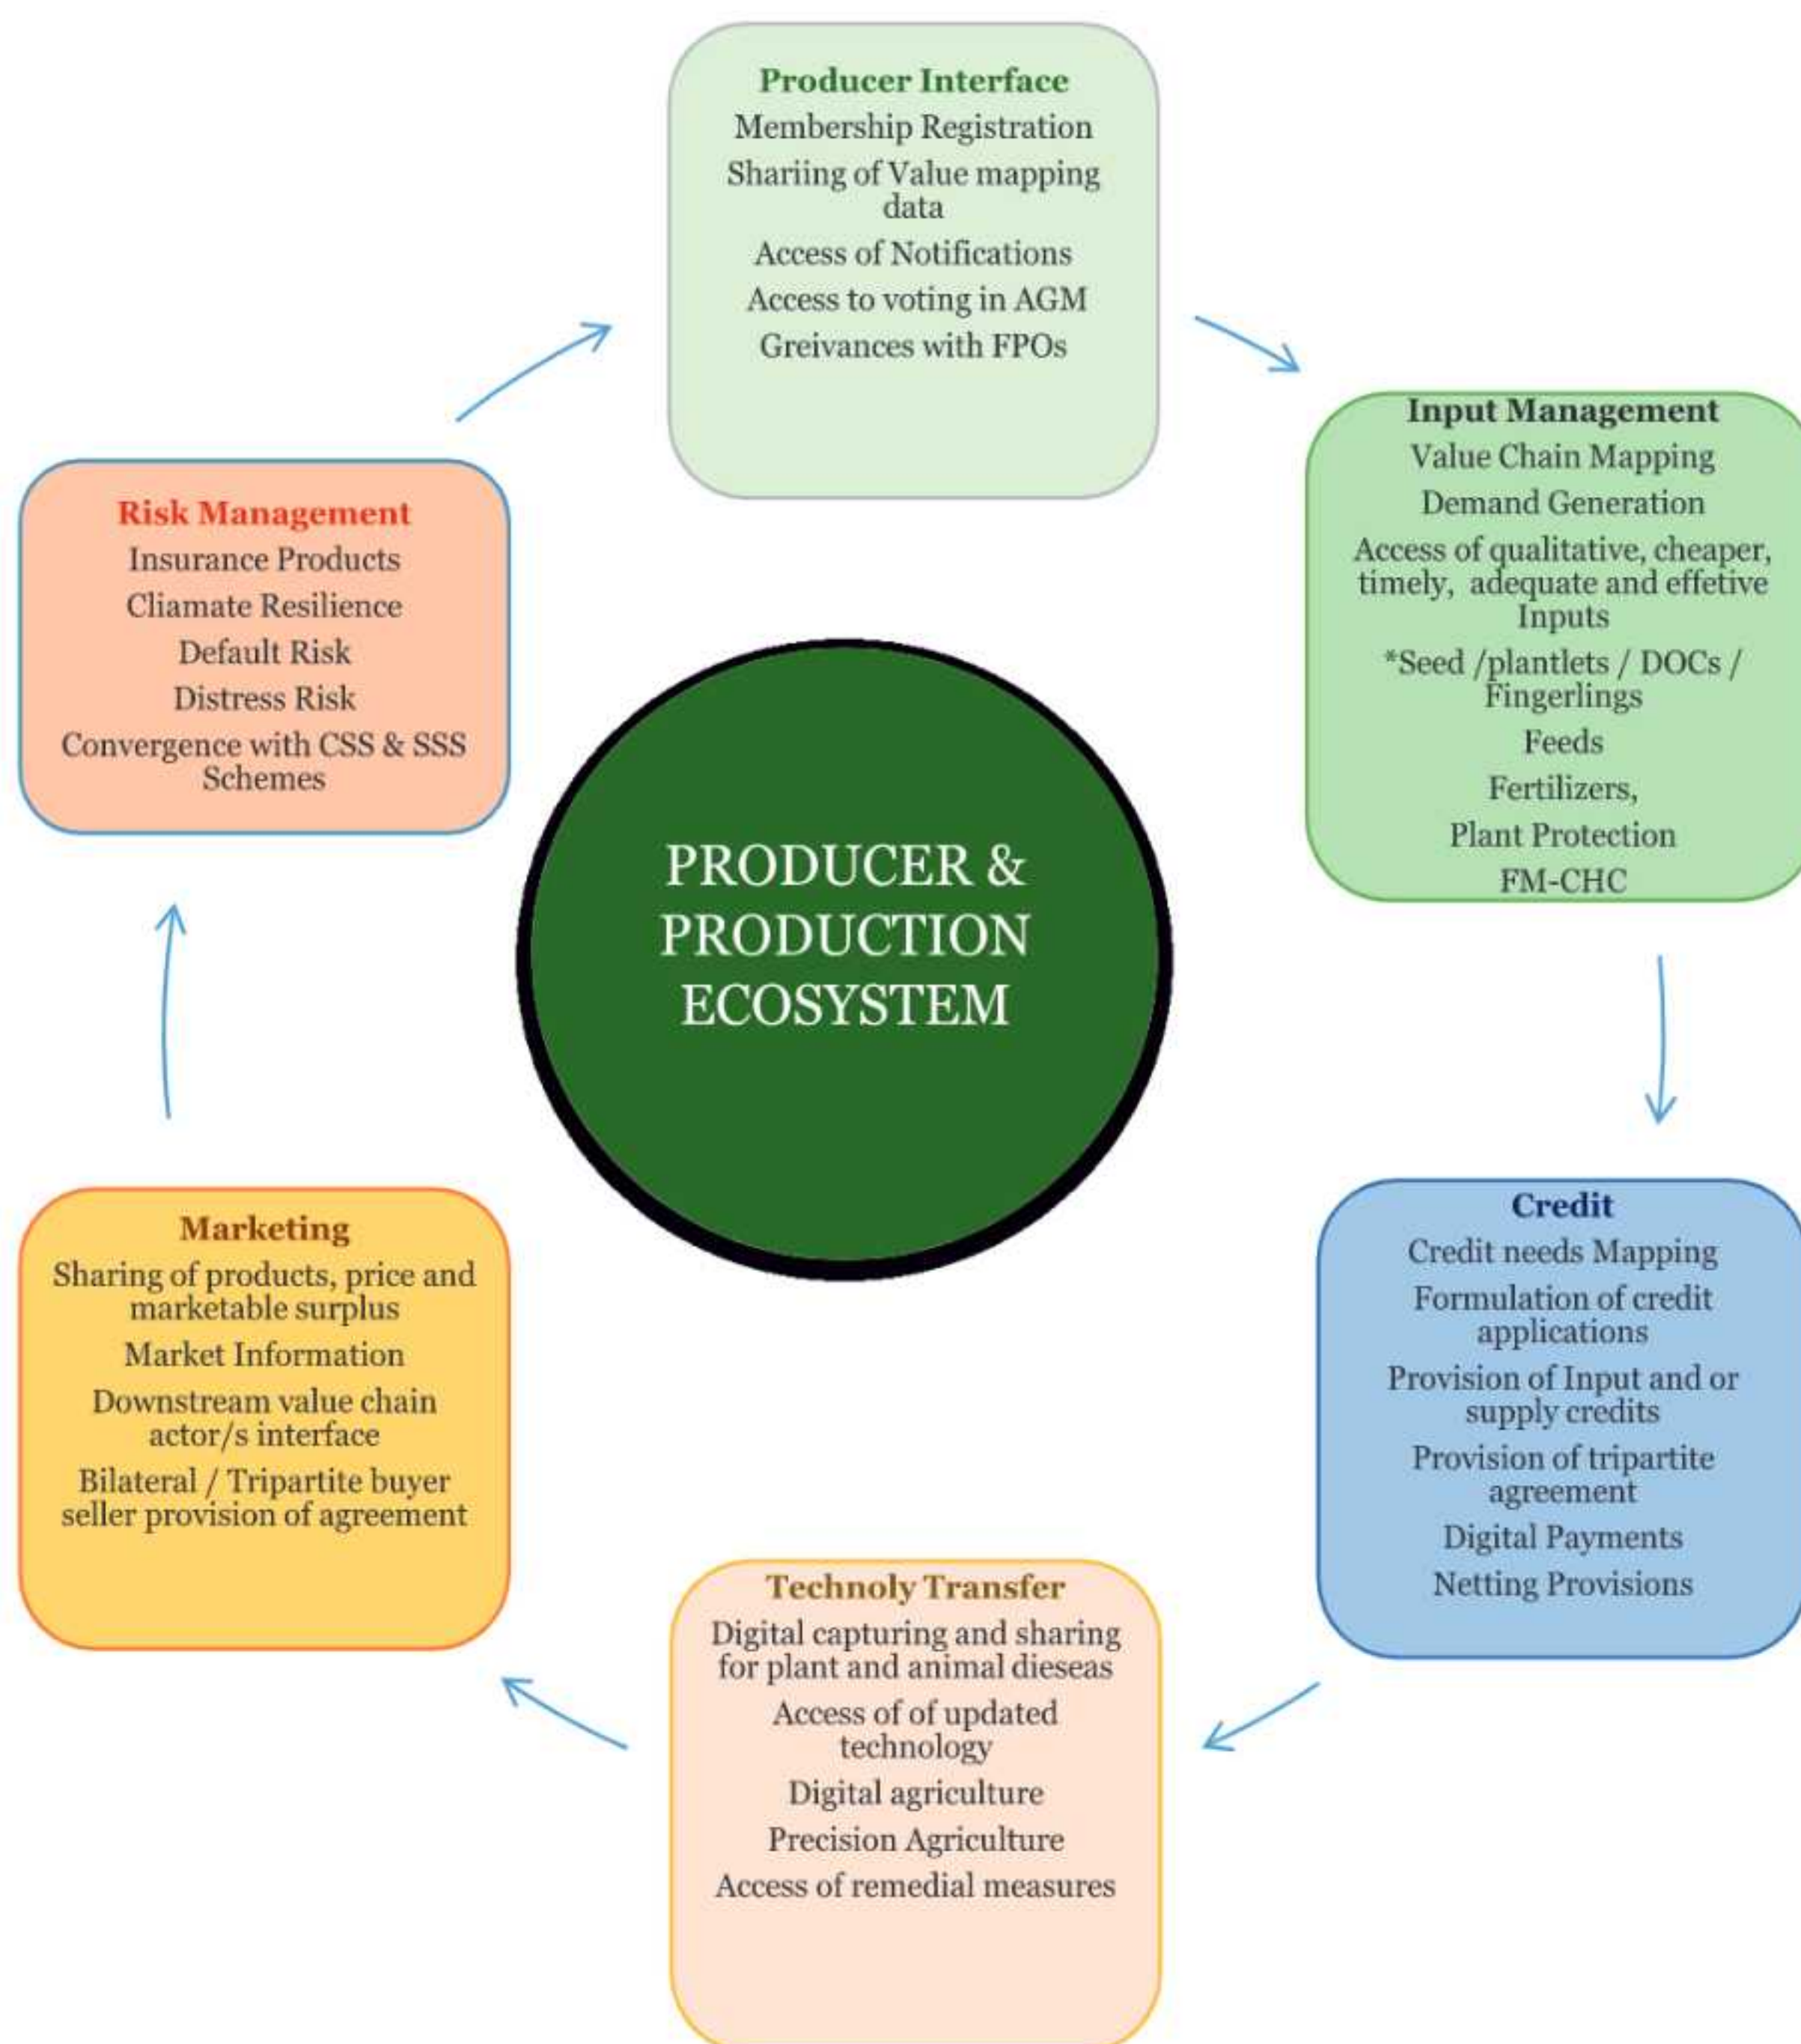 Producer Interface
Membership Registration
Shariing of Value mapping
data
Access of Notifications
Access to voting in AGM
Greivances with FPOs
Input Management
Value Chain Mapping
Demand Generation
Access of qualitative, cheaper,
timely, adequate and effetive
Inputs
*Seed /plantlets / DOCs /
Fingerlings
Feeds
Fertilizers,
Plant Protection
FM-CHC
Credit
Credit needs Mapping
Formulation of credit
applications
Provision of Input and or
supply credits
Provision of tripartite
agreement
Digital Payments
Netting Provisions
Technoly Transfer
Digital capturing and sharing
for plant and animal dieseas
Access of of updated
technology
Digital agriculture
Precision Agriculture
Access of remedial measures
Marketing
Sharing of products, price and
marketable surplus
Market Information
Downstream value chain
actor/s interface
Bilateral / Tripartite buyer
seller provision of agreement
Risk Management
Insurance Products
Cliamate Resilience
Default Risk
Distress Risk
Convergence with CSS & SSS
Schemes
PRODUCER &
PRODUCTION
ECOSYSTEM